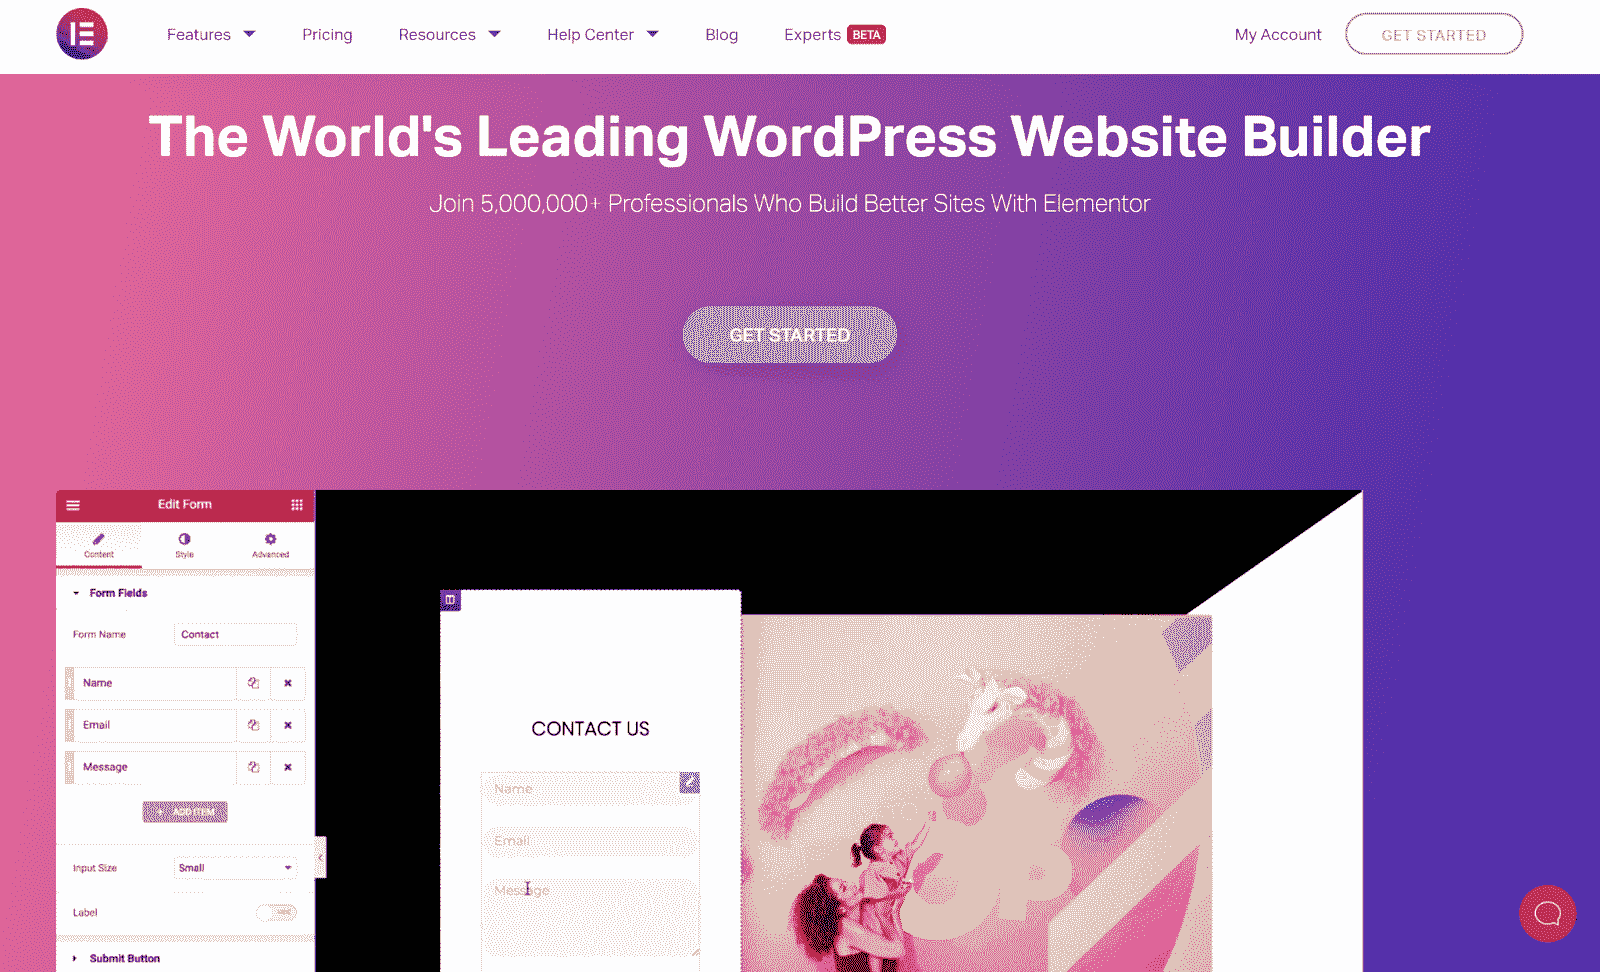 Features Pricing Resources Help Center Blog Experts BETA My Account GET STARTED
The World's Leading WordPress Website Builder
Join 5,000,000+ Professionals Who Build Better Sites With Elementor
GET STARTED
Edit Form
Content Style Advanced
Form Fields
Form Name Contact
Name
Email
Message
+ ADD ITEM
Input Size Small
Label
Submit Button
CONTACT US
Name
Email
Message